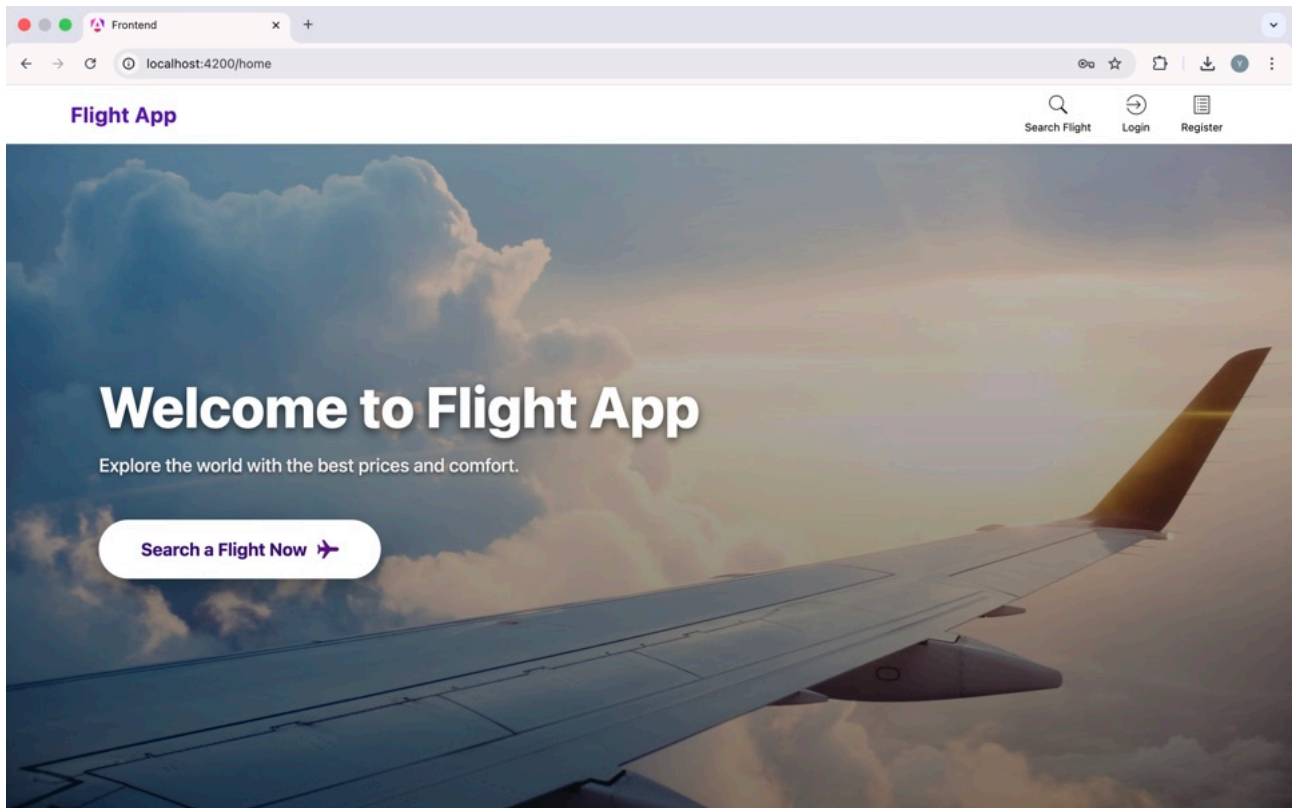 Frontend
localhost:4200/home
Y
Flight App
Search Flight
Login
Register
Welcome to Flight App
Explore the world with the best prices and comfort.
Search a Flight Now